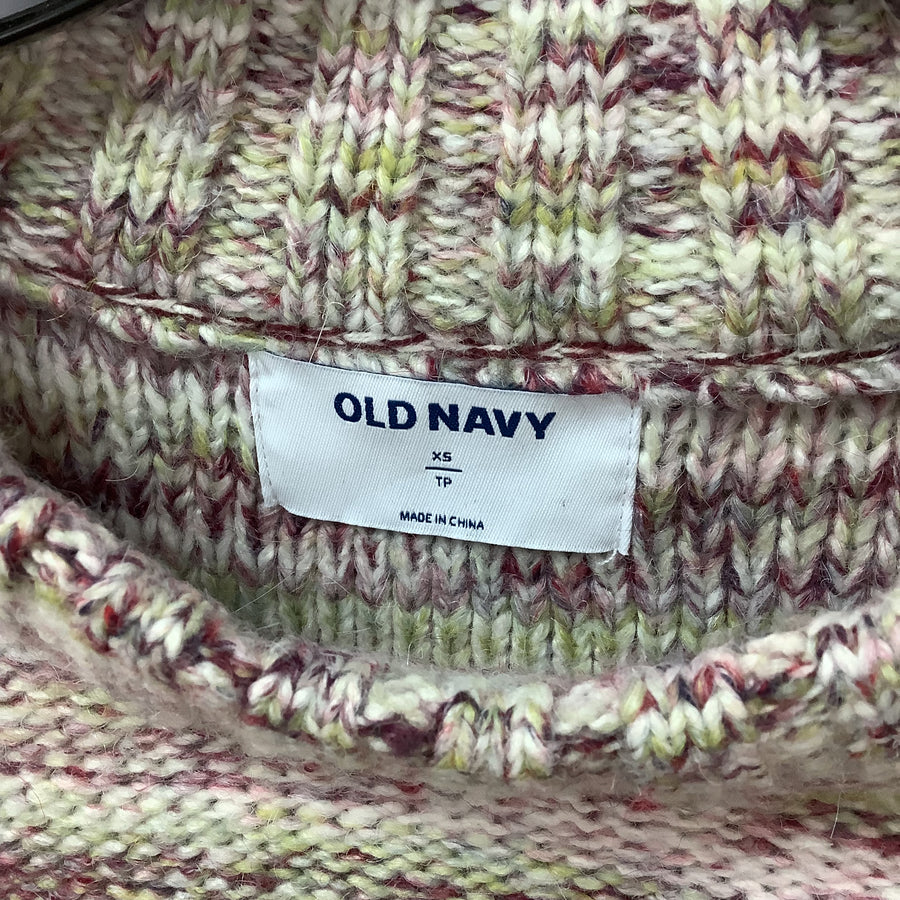 OLD NAVY
XS
TP
MADE IN CHINA